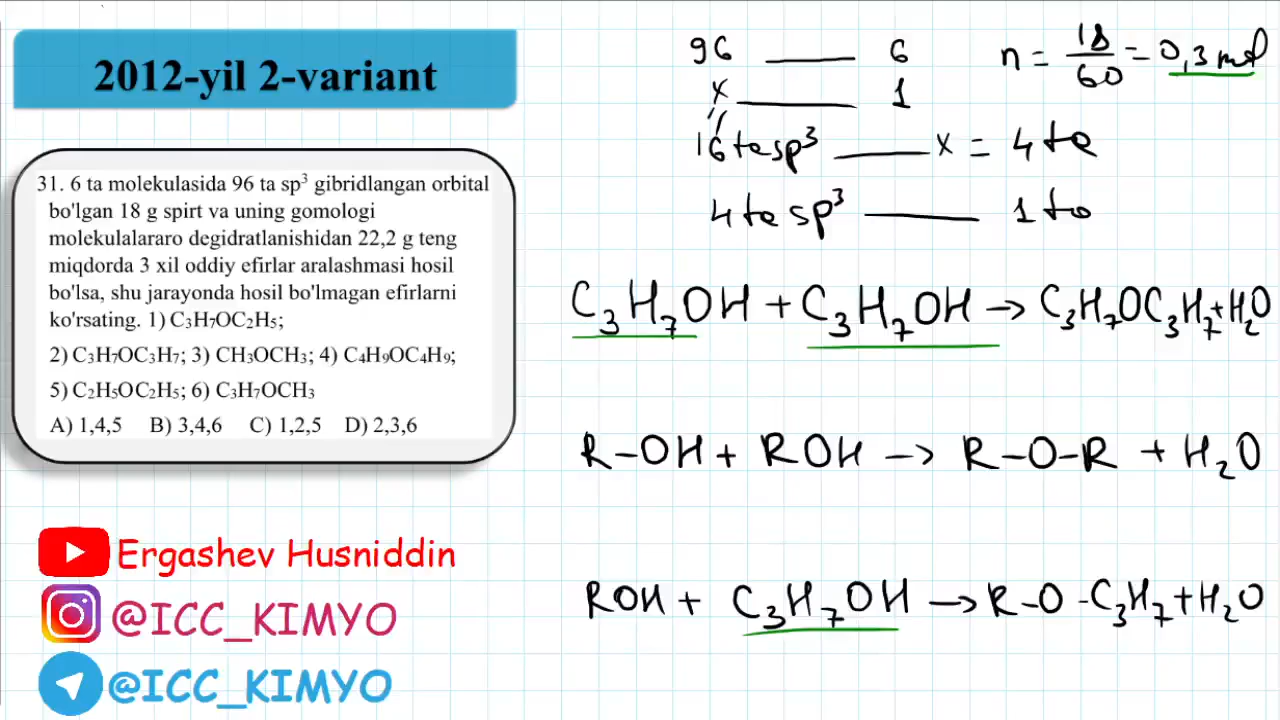 2012-yil 2-variant
31. 6 ta molekulasida 96 ta sp³ gibridlangan orbital
bo'lgan 18 g spirt va uning gomologi
molekulalararo degidratlanishidan 22,2 g teng
miqdorda 3 xil oddiy efirlar aralashmasi hosil
bo'lsa, shu jarayonda hosil bo'lmagan efirlarni
ko'rsating. 1) C₃H₇OC₂H₅;
2) C₃H₇OC₃H₇; 3) CH₃OCH₃; 4) C₄H₉OC₄H₉;
5) C₂H₅OC₂H₅; 6) C₃H₇OCH₃
A) 1,4,5 B) 3,4,6 C) 1,2,5 D) 2,3,6
Ergashev Husniddin
@ICC_KIMYO
@ICC_KIMYO
96 — 6
x — 1
n = 18/60 = 0,3 mol
16 ta sp³ — x = 4 ta
4 ta sp³ — 1 ta
C₃H₇OH + C₃H₇OH → C₃H₇OC₃H₇ + H₂O
R-OH + ROH → R-O-R + H₂O
ROH + C₃H₇OH → R-O-C₃H₇ + H₂O